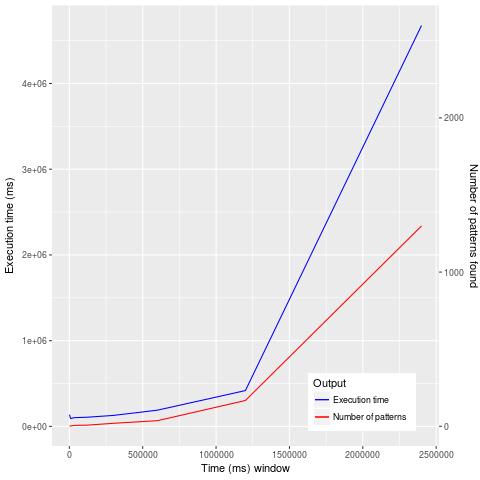 4e+06
3e+06
2e+06
1e+06
0e+00
Execution time (ms)
2000
1000
0
Number of patterns found
Output
Execution time
Number of patterns
0
500000
1000000
1500000
2000000
2500000
Time (ms) window